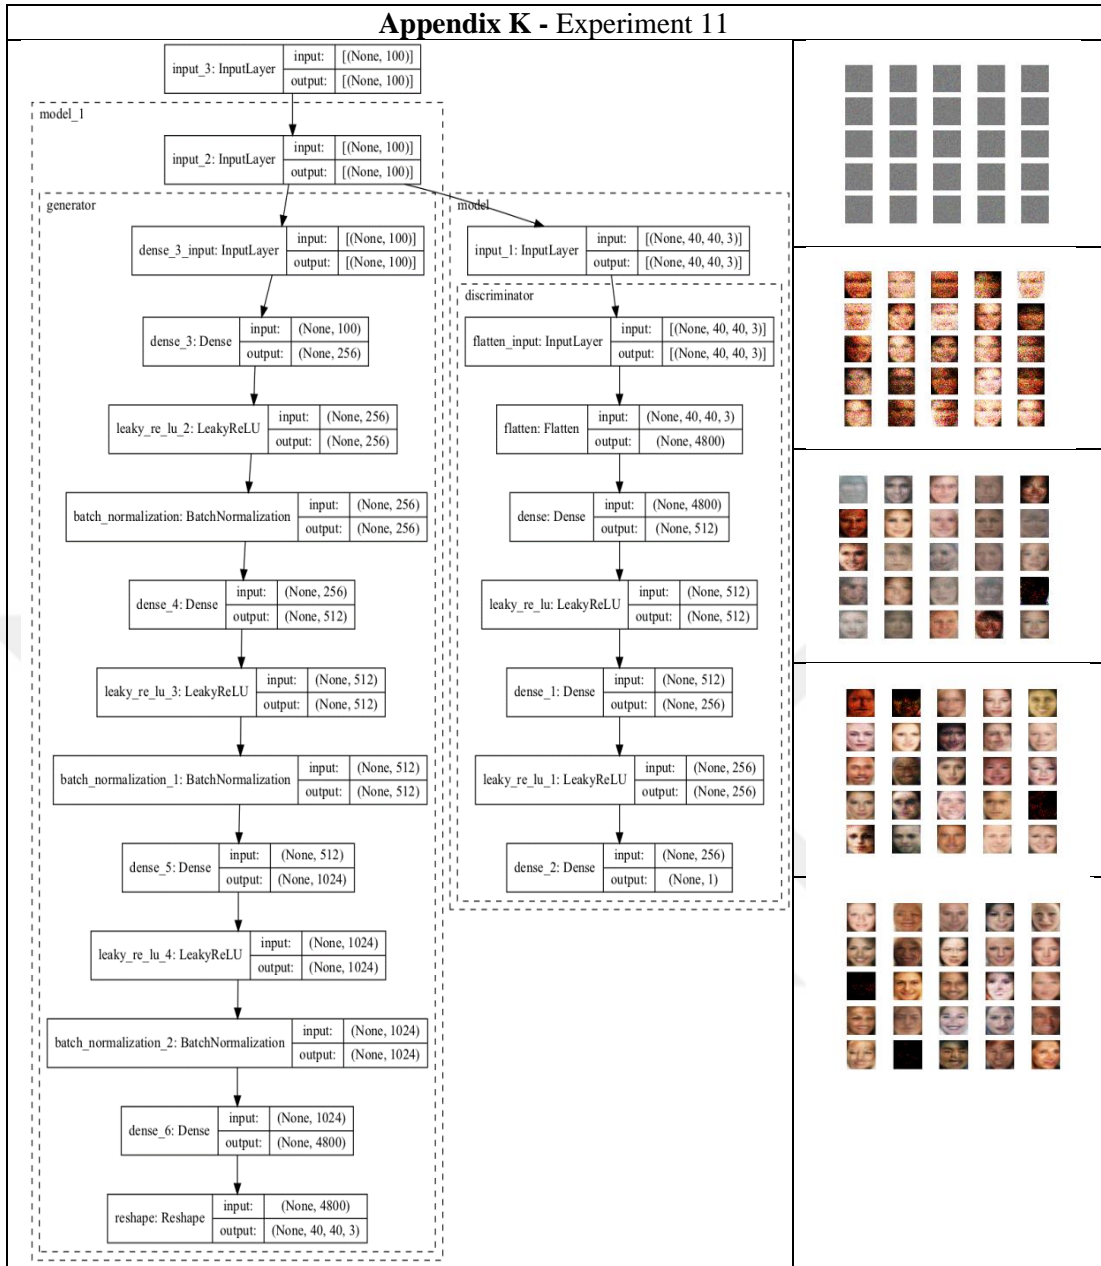 Appendix K - Experiment 11
input_3: InputLayer
input: [(None, 100)]
output: [(None, 100)]
model_1
input_2: InputLayer
input: [(None, 100)]
output: [(None, 100)]
generator
dense_3_input: InputLayer
input: [(None, 100)]
output: [(None, 100)]
dense_3: Dense
input: (None, 100)
output: (None, 256)
leaky_re_lu_2: LeakyReLU
input: (None, 256)
output: (None, 256)
batch_normalization: BatchNormalization
input: (None, 256)
output: (None, 256)
dense_4: Dense
input: (None, 256)
output: (None, 512)
leaky_re_lu_3: LeakyReLU
input: (None, 512)
output: (None, 512)
batch_normalization_1: BatchNormalization
input: (None, 512)
output: (None, 512)
dense_5: Dense
input: (None, 512)
output: (None, 1024)
leaky_re_lu_4: LeakyReLU
input: (None, 1024)
output: (None, 1024)
batch_normalization_2: BatchNormalization
input: (None, 1024)
output: (None, 1024)
dense_6: Dense
input: (None, 1024)
output: (None, 4800)
reshape: Reshape
input: (None, 4800)
output: (None, 40, 40, 3)
model
input_1: InputLayer
input: [(None, 40, 40, 3)]
output: [(None, 40, 40, 3)]
discriminator
flatten_input: InputLayer
input: [(None, 40, 40, 3)]
output: [(None, 40, 40, 3)]
flatten: Flatten
input: (None, 40, 40, 3)
output: (None, 4800)
dense: Dense
input: (None, 4800)
output: (None, 512)
leaky_re_lu: LeakyReLU
input: (None, 512)
output: (None, 512)
dense_1: Dense
input: (None, 512)
output: (None, 256)
leaky_re_lu_1: LeakyReLU
input: (None, 256)
output: (None, 256)
dense_2: Dense
input: (None, 256)
output: (None, 1)